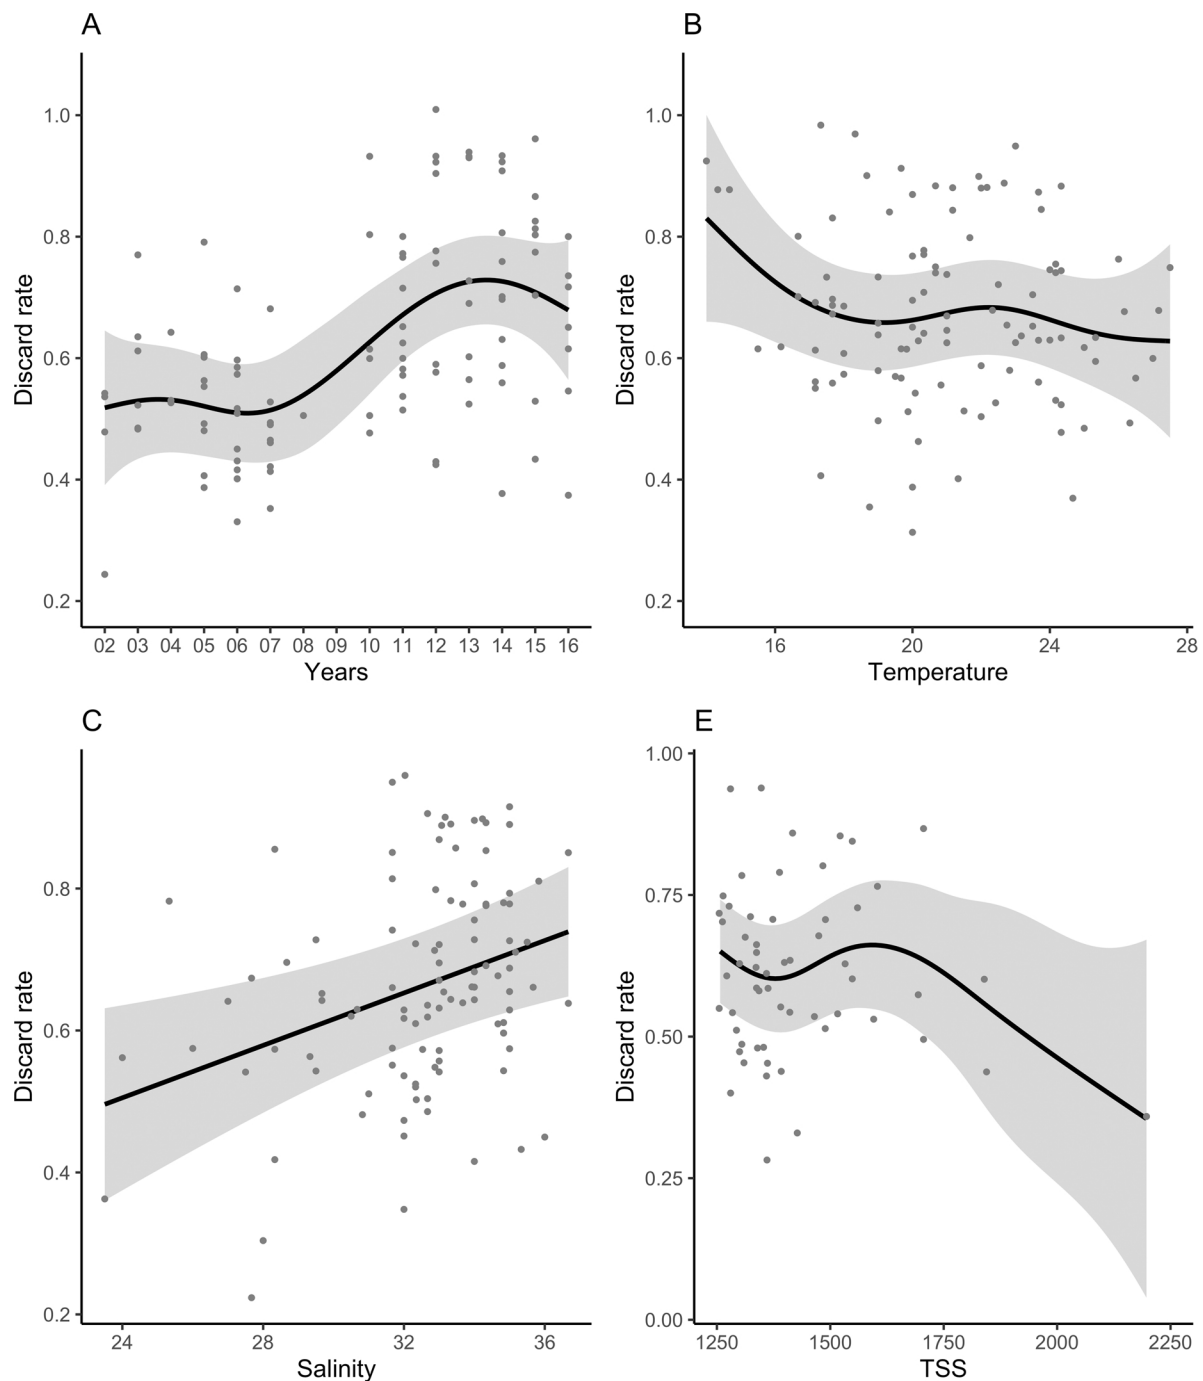 A
Discard rate
1.0
0.8
0.6
0.4
0.2
02 03 04 05 06 07 08 09 10 11 12 13 14 15 16
Years
B
Discard rate
1.0
0.8
0.6
0.4
0.2
16 20 24 28
Temperature
C
Discard rate
0.8
0.6
0.4
0.2
24 28 32 36
Salinity
E
Discard rate
1.00
0.75
0.50
0.25
0.00
1250 1500 1750 2000 2250
TSS